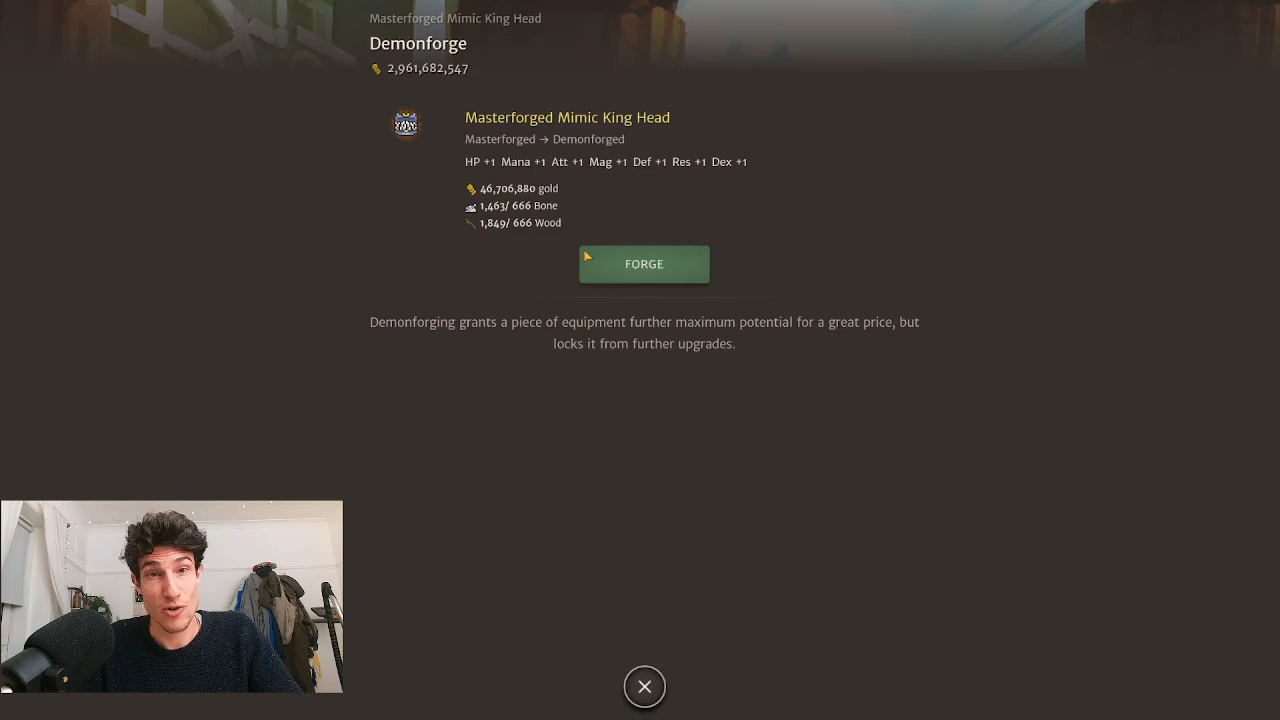 Masterforged Mimic King Head
Demonforge
2,961,682,547
Masterforged Mimic King Head
Masterforged → Demonforged
HP +1 Mana +1 Att +1 Mag +1 Def +1 Res +1 Dex +1
46,706,880 gold
1,463/ 666 Bone
1,849/ 666 Wood
FORGE
Demonforging grants a piece of equipment further maximum potential for a great price, but
locks it from further upgrades.